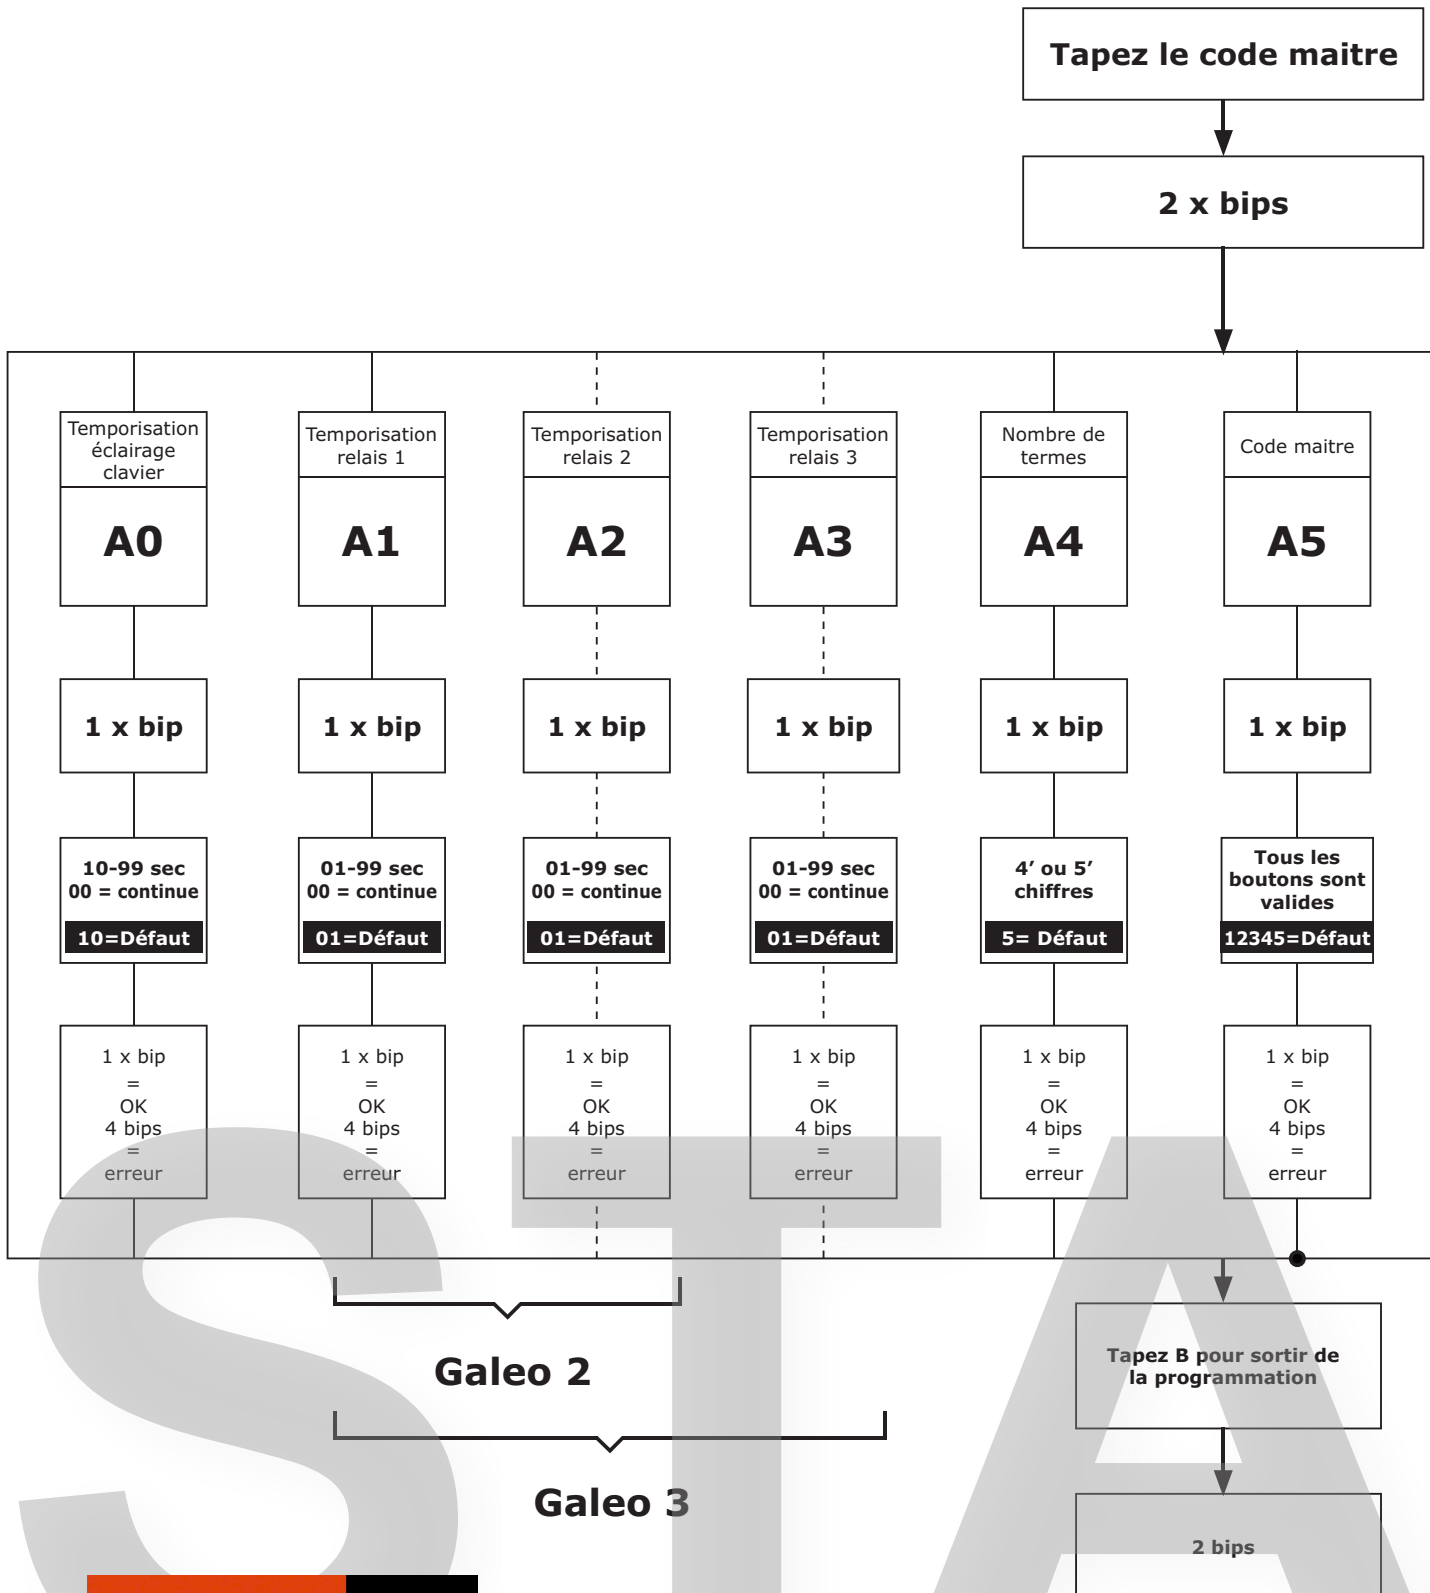 Tapez le code maitre
2 x bips
Temporisation
éclairage
clavier
A0
1 x bip
10-99 sec
00 = continue
10=Défaut
1 x bip
=
OK
4 bips
=
erreur
Temporisation
relais 1
A1
1 x bip
01-99 sec
00 = continue
01=Défaut
1 x bip
=
OK
4 bips
=
erreur
Temporisation
relais 2
A2
1 x bip
01-99 sec
00 = continue
01=Défaut
1 x bip
=
OK
4 bips
=
erreur
Temporisation
relais 3
A3
1 x bip
01-99 sec
00 = continue
01=Défaut
1 x bip
=
OK
4 bips
=
erreur
Nombre de
termes
A4
1 x bip
4’ ou 5’
chiffres
5= Défaut
1 x bip
=
OK
4 bips
=
erreur
Code maitre
A5
1 x bip
Tous les
boutons sont
valides
12345=Défaut
1 x bip
=
OK
4 bips
=
erreur
Galeo 2
Galeo 3
Tapez B pour sortir de
la programmation
2 bips
STA